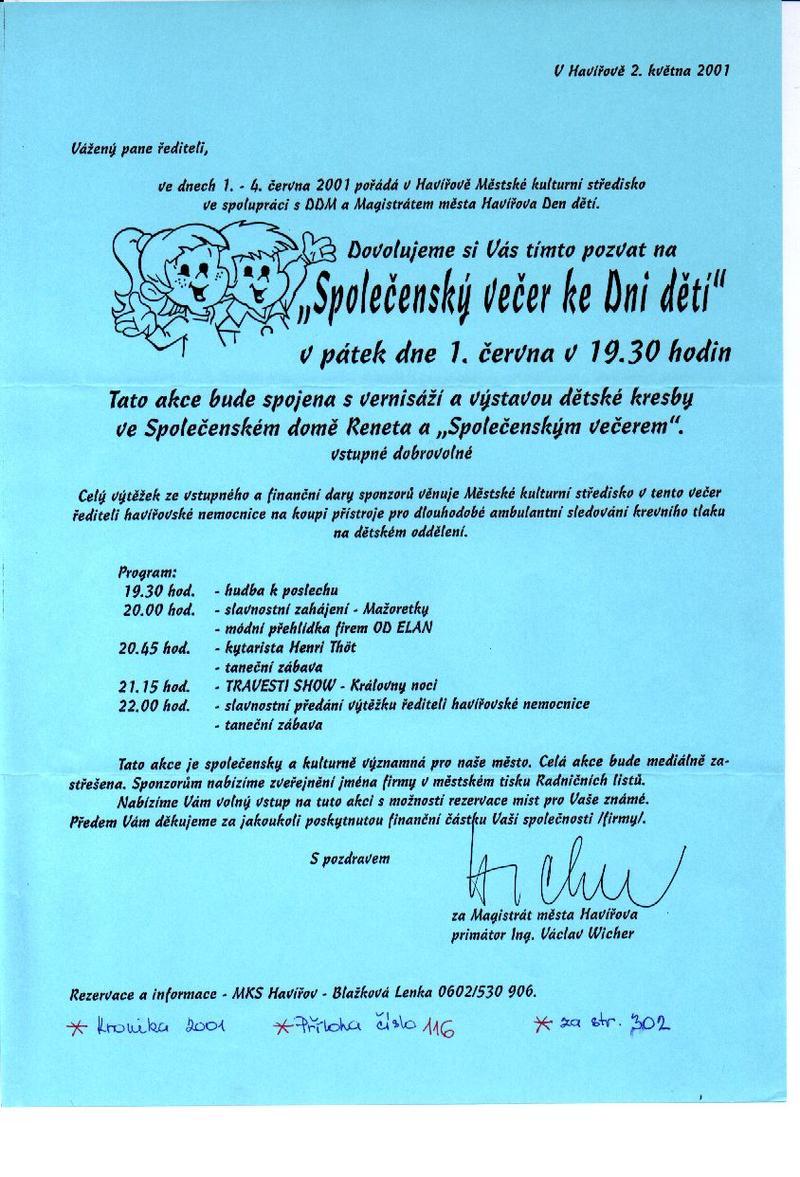 V Havířově 2. května 2001
Vážený pane řediteli,
ve dnech 1. - 4. června 2001 pořádá v Havířově Městské kulturní středisko
ve spolupráci s DDM a Magistrátem města Havířova Den dětí.
Dovolujeme si Vás tímto pozvat na
„Společenský večer ke Dni dětí"
v pátek dne 1. června v 19.30 hodin
Tato akce bude spojena s vernisáží a výstavou dětské kresby
ve Společenském domě Reneta a „Společenským večerem".
vstupné dobrovolné
Celý výtěžek ze vstupného a finanční dary sponzorů věnuje Městské kulturní středisko v tento večer
řediteli havířovské nemocnice na koupi přístroje pro dlouhodobé ambulantní sledování krevního tlaku
na dětském oddělení.
Program:
19.30 hod. - hudba k poslechu
20.00 hod. - slavnostní zahájení - Mažoretky
- módní přehlídka firem OD ELAN
20.45 hod. - kytarista Henri Thöt
- taneční zábava
21.15 hod. - TRAVESTI SHOW - Královny noci
22.00 hod. - slavnostní předání výtěžku řediteli havířovské nemocnice
- taneční zábava
Tato akce je společensky a kulturně významná pro naše město. Celá akce bude mediálně za-
střešena. Sponzorům nabízíme zveřejnění jména firmy v městském tisku Radničních listů.
Nabízíme Vám volný vstup na tuto akci s možností rezervace míst pro Vaše známé.
Předem Vám děkujeme za jakoukoli poskytnutou finanční částku Vaší společnosti /firmy/.
S pozdravem
Wicher
za Magistrát města Havířova
primátor Ing. Václav Wicher
Rezervace a informace - MKS Havířov - Blažková Lenka 0602/530 906.
* Kronika 2001 * Příloha číslo 116 * za str. 302